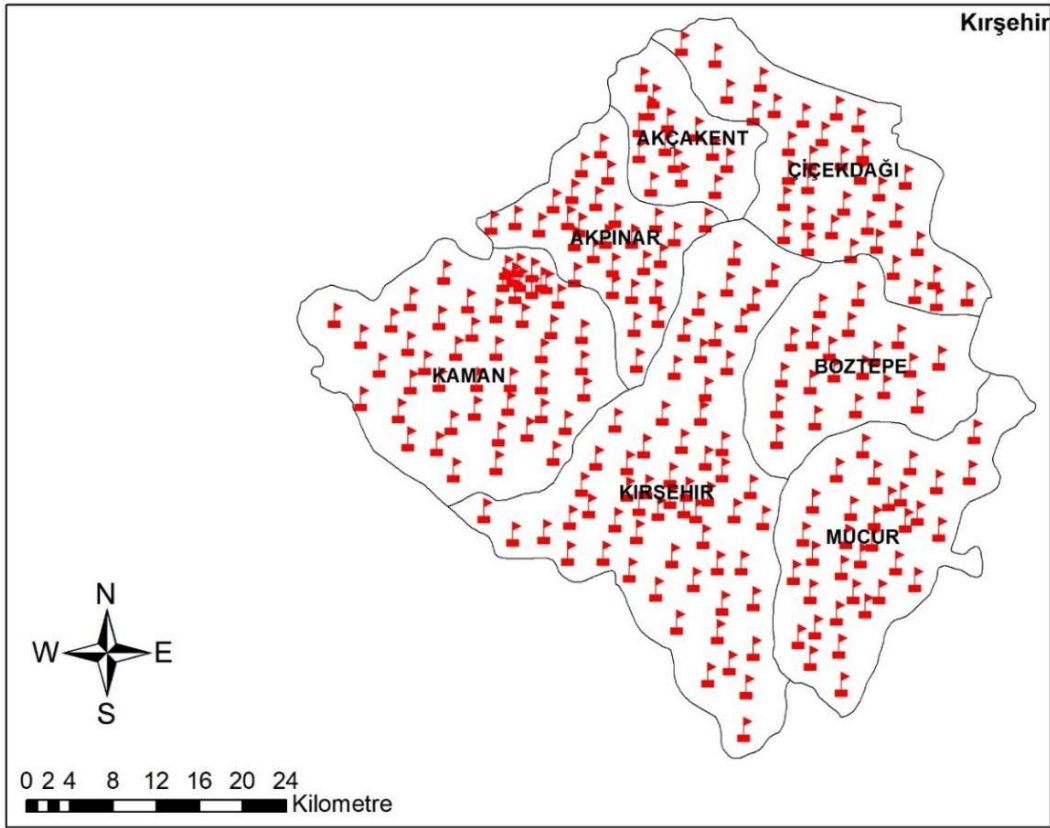 Kırşehir
AKÇAKENT
ÇİÇEKDAĞI
AKPINAR
BOZTEPE
KAMAN
KIRŞEHİR
MUCUR
N
W E
S
0 2 4 8 12 16 20 24
Kilometre